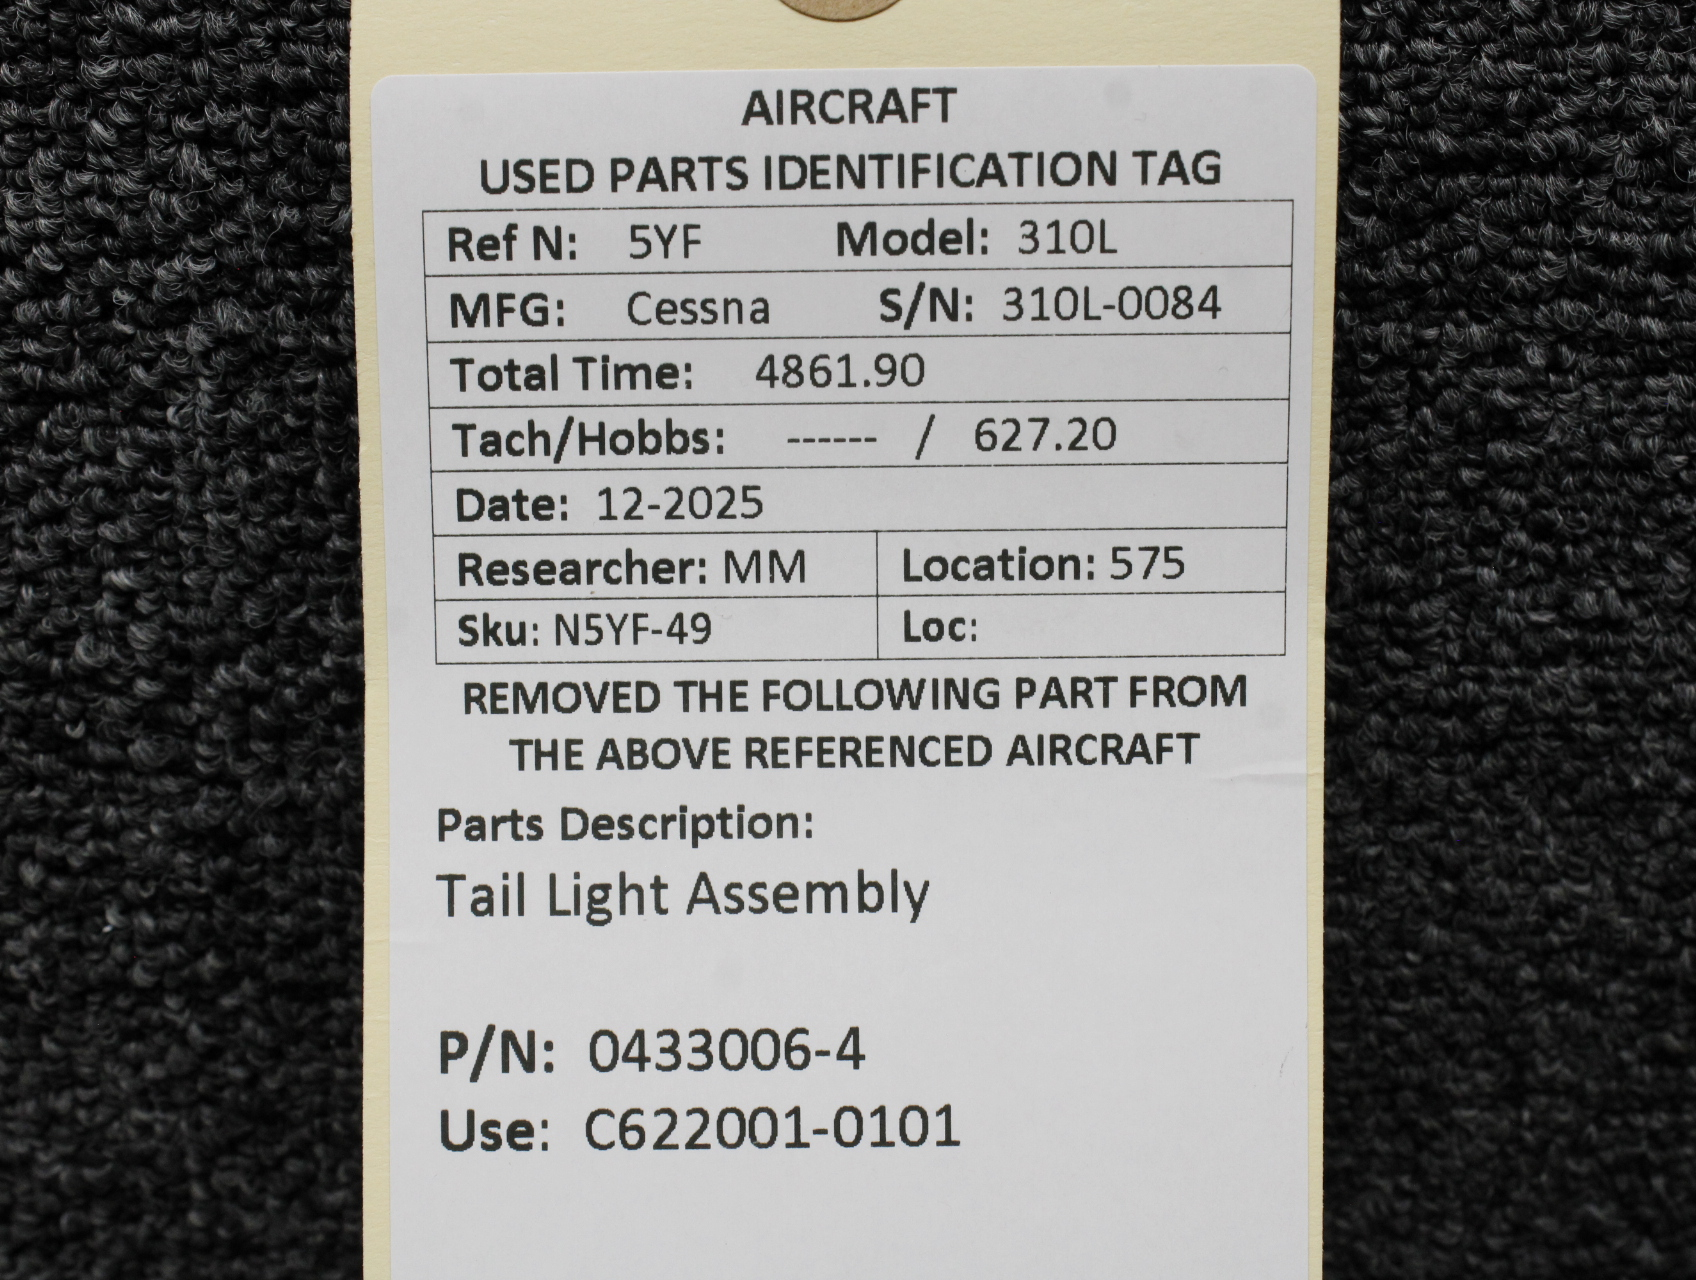 AIRCRAFT
USED PARTS IDENTIFICATION TAG
Ref N: 5YF Model: 310L
MFG: Cessna S/N: 310L-0084
Total Time: 4861.90
Tach/Hobbs: ------ / 627.20
Date: 12-2025
Researcher: MM Location: 575
Sku: N5YF-49 Loc:
REMOVED THE FOLLOWING PART FROM
THE ABOVE REFERENCED AIRCRAFT
Parts Description:
Tail Light Assembly
P/N: 0433006-4
Use: C622001-0101